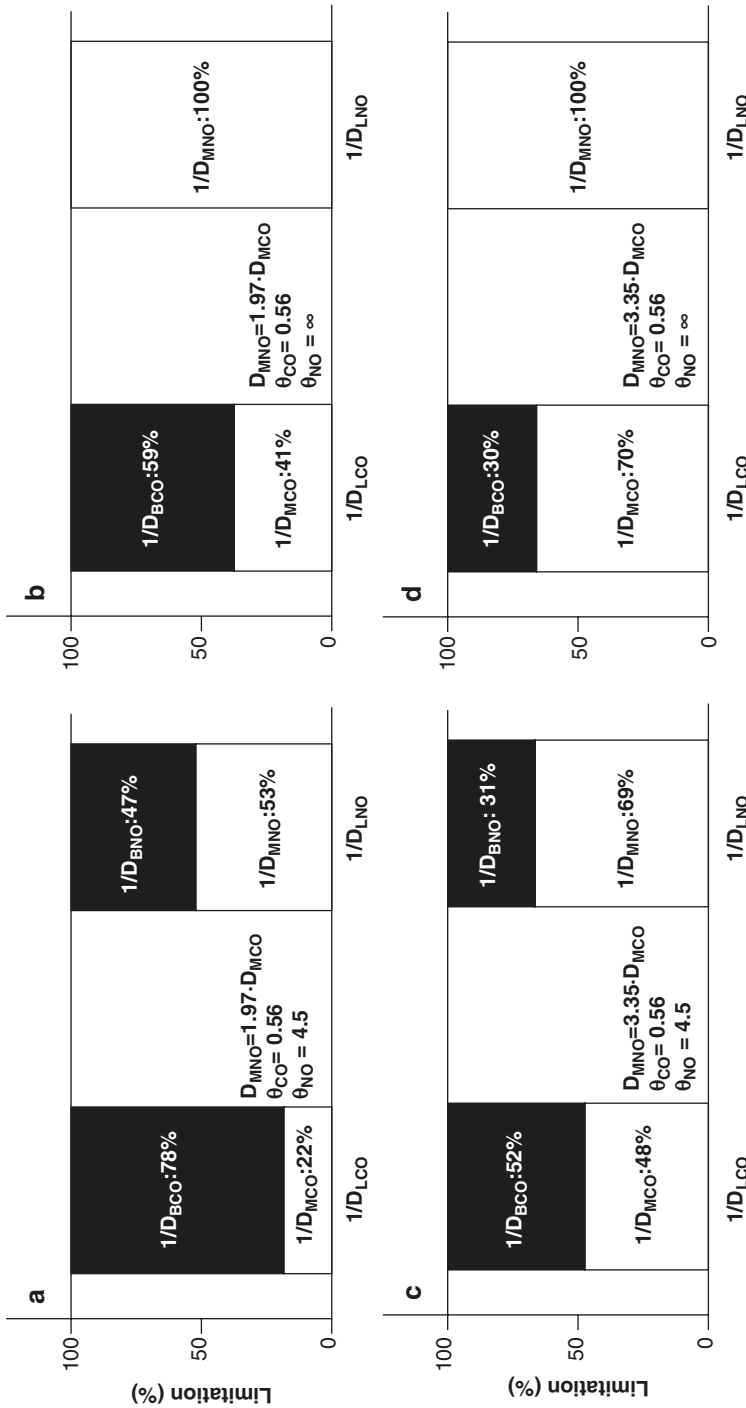 a
Limitation (%)
100
50
0
1/D_BCO:78%
1/D_MCO:22%
1/D_LCO
D_MNO=1.97·D_MCO
θ_CO= 0.56
θ_NO = 4.5
1/D_BNO:47%
1/D_MNO:53%
1/D_LNO
b
100
50
0
1/D_BCO:59%
1/D_MCO:41%
1/D_LCO
D_MNO=1.97·D_MCO
θ_CO= 0.56
θ_NO = ∞
1/D_MNO:100%
1/D_LNO
c
Limitation (%)
100
50
0
1/D_BCO:52%
1/D_MCO:48%
1/D_LCO
D_MNO=3.35·D_MCO
θ_CO= 0.56
θ_NO = 4.5
1/D_BNO: 31%
1/D_MNO:69%
1/D_LNO
d
100
50
0
1/D_BCO:30%
1/D_MCO:70%
1/D_LCO
D_MNO=3.35·D_MCO
θ_CO= 0.56
θ_NO = ∞
1/D_MNO:100%
1/D_LNO